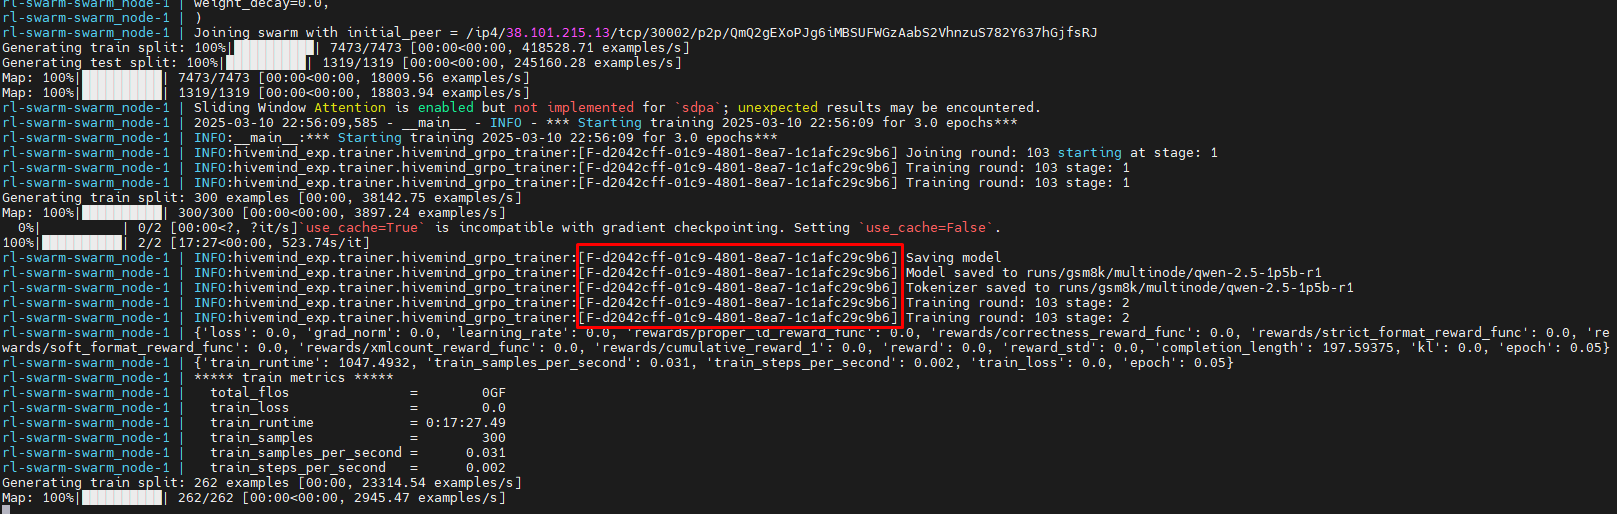 rl-swarm-swarm_node-1 | weight_decay=0.0,
rl-swarm-swarm_node-1 | )
rl-swarm-swarm_node-1 | Joining swarm with initial_peer = /ip4/38.101.215.13/tcp/30002/p2p/QmQ2gEXoPJg6iMBSUFWGzAabS2VhnzuS782Y637hGjfsRJ
Generating train split: 100%|██████████| 7473/7473 [00:00<00:00, 418528.71 examples/s]
Generating test split: 100%|██████████| 1319/1319 [00:00<00:00, 245160.28 examples/s]
Map: 100%|██████████| 7473/7473 [00:00<00:00, 18009.56 examples/s]
Map: 100%|██████████| 1319/1319 [00:00<00:00, 18803.94 examples/s]
rl-swarm-swarm_node-1 | Sliding Window Attention is enabled but not implemented for `sdpa`; unexpected results may be encountered.
rl-swarm-swarm_node-1 | 2025-03-10 22:56:09,585 - __main__ - INFO - *** Starting training 2025-03-10 22:56:09 for 3.0 epochs***
rl-swarm-swarm_node-1 | INFO:__main__:*** Starting training 2025-03-10 22:56:09 for 3.0 epochs***
rl-swarm-swarm_node-1 | INFO:hivemind_exp.trainer.hivemind_grpo_trainer:[F-d2042cff-01c9-4801-8ea7-1c1afc29c9b6] Joining round: 103 starting at stage: 1
rl-swarm-swarm_node-1 | INFO:hivemind_exp.trainer.hivemind_grpo_trainer:[F-d2042cff-01c9-4801-8ea7-1c1afc29c9b6] Training round: 103 stage: 1
rl-swarm-swarm_node-1 | INFO:hivemind_exp.trainer.hivemind_grpo_trainer:[F-d2042cff-01c9-4801-8ea7-1c1afc29c9b6] Training round: 103 stage: 1
Generating train split: 300 examples [00:00, 38142.75 examples/s]
Map: 100%|██████████| 300/300 [00:00<00:00, 3897.24 examples/s]
0%| | 0/2 [00:00<?, ?it/s]`use_cache=True` is incompatible with gradient checkpointing. Setting `use_cache=False`.
100%|██████████| 2/2 [17:27<00:00, 523.74s/it]
rl-swarm-swarm_node-1 | INFO:hivemind_exp.trainer.hivemind_grpo_trainer:[F-d2042cff-01c9-4801-8ea7-1c1afc29c9b6] Saving model
rl-swarm-swarm_node-1 | INFO:hivemind_exp.trainer.hivemind_grpo_trainer:[F-d2042cff-01c9-4801-8ea7-1c1afc29c9b6] Model saved to runs/gsm8k/multinode/qwen-2.5-1p5b-r1
rl-swarm-swarm_node-1 | INFO:hivemind_exp.trainer.hivemind_grpo_trainer:[F-d2042cff-01c9-4801-8ea7-1c1afc29c9b6] Tokenizer saved to runs/gsm8k/multinode/qwen-2.5-1p5b-r1
rl-swarm-swarm_node-1 | INFO:hivemind_exp.trainer.hivemind_grpo_trainer:[F-d2042cff-01c9-4801-8ea7-1c1afc29c9b6] Training round: 103 stage: 2
rl-swarm-swarm_node-1 | INFO:hivemind_exp.trainer.hivemind_grpo_trainer:[F-d2042cff-01c9-4801-8ea7-1c1afc29c9b6] Training round: 103 stage: 2
rl-swarm-swarm_node-1 | {'loss': 0.0, 'grad_norm': 0.0, 'learning_rate': 0.0, 'rewards/proper_id_reward_func': 0.0, 'rewards/correctness_reward_func': 0.0, 'rewards/strict_format_reward_func': 0.0, 're
wards/soft_format_reward_func': 0.0, 'rewards/xmlcount_reward_func': 0.0, 'rewards/cumulative_reward_1': 0.0, 'reward': 0.0, 'reward_std': 0.0, 'completion_length': 197.59375, 'kl': 0.0, 'epoch': 0.05}
rl-swarm-swarm_node-1 | {'train_runtime': 1047.4932, 'train_samples_per_second': 0.031, 'train_steps_per_second': 0.002, 'train_loss': 0.0, 'epoch': 0.05}
rl-swarm-swarm_node-1 | ***** train metrics *****
rl-swarm-swarm_node-1 | total_flos = 0GF
rl-swarm-swarm_node-1 | train_loss = 0.0
rl-swarm-swarm_node-1 | train_runtime = 0:17:27.49
rl-swarm-swarm_node-1 | train_samples = 300
rl-swarm-swarm_node-1 | train_samples_per_second = 0.031
rl-swarm-swarm_node-1 | train_steps_per_second = 0.002
Generating train split: 262 examples [00:00, 23314.54 examples/s]
Map: 100%|██████████| 262/262 [00:00<00:00, 2945.47 examples/s]